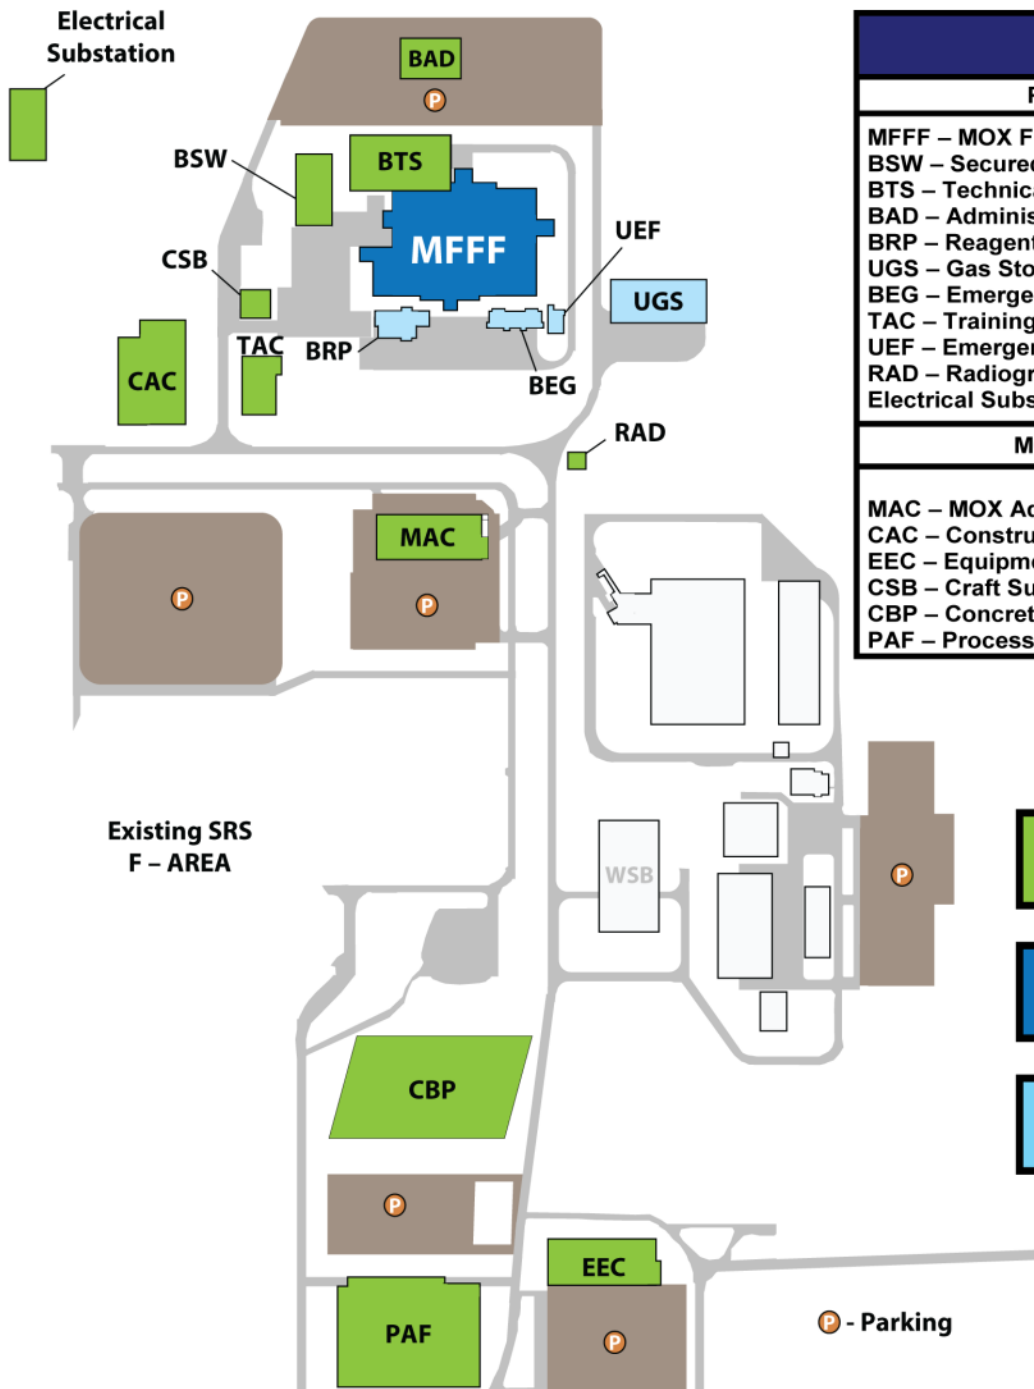 Electrical
Substation
BAD
P
BSW
BTS
MFFF
UEF
CSB
UGS
TAC
BRP
CAC
BEG
RAD
MAC
P
P
Existing SRS
F – AREA
WSB
P
CBP
P
EEC
PAF
P
P - Parking
MFFF – MOX F
BSW – Secured
BTS – Technica
BAD – Adminis
BRP – Reagent
UGS – Gas Sto
BEG – Emerge
TAC – Training
UEF – Emerger
RAD – Radiogr
Electrical Subs
M
MAC – MOX Ad
CAC – Constru
EEC – Equipme
CSB – Craft Su
CBP – Concret
PAF – Process